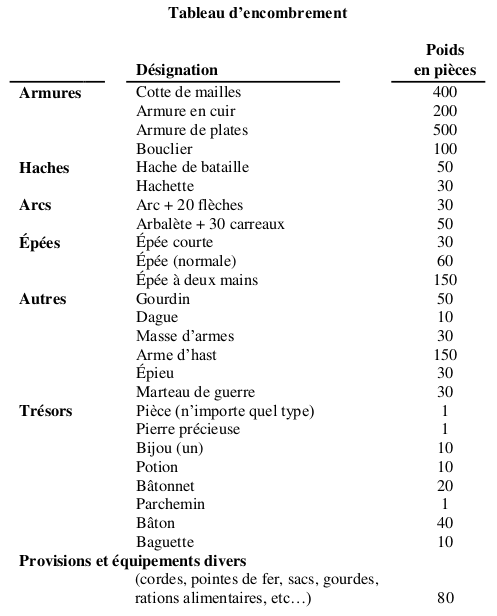 Tableau d’encombrement
Poids
Désignation en pièces
Armures Cotte de mailles 400
Armure en cuir 200
Armure de plates 500
Bouclier 100
Haches Hache de bataille 50
Hachette 30
Arcs Arc + 20 flèches 30
Arbalète + 30 carreaux 50
Épées Épée courte 30
Épée (normale) 60
Épée à deux mains 150
Autres Gourdin 50
Dague 10
Masse d’armes 30
Arme d’hast 150
Épieu 30
Marteau de guerre 30
Trésors Pièce (n’importe quel type) 1
Pierre précieuse 1
Bijou (un) 10
Potion 10
Bâtonnet 20
Parchemin 1
Bâton 40
Baguette 10
Provisions et équipements divers
(cordes, pointes de fer, sacs, gourdes,
rations alimentaires, etc…) 80